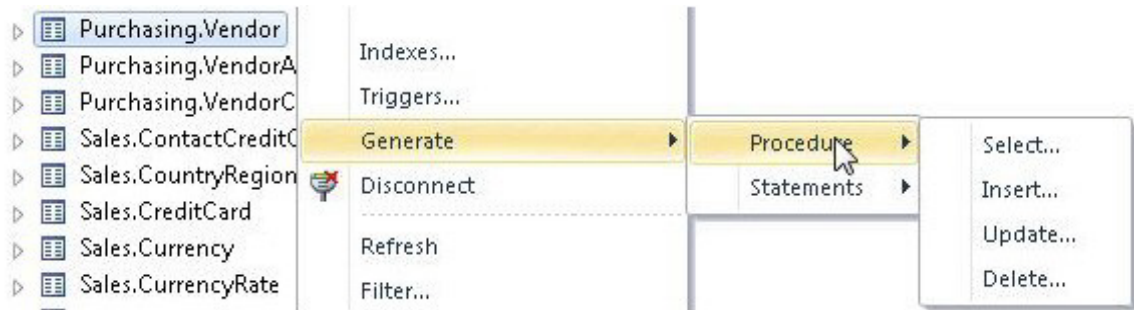 Purchasing.Vendor
Purchasing.VendorA
Purchasing.VendorC
Sales.ContactCreditC
Sales.CountryRegion
Sales.CreditCard
Sales.Currency
Sales.CurrencyRate
Indexes...
Triggers...
Generate
Disconnect
Refresh
Filter...
Procedure
Statements
Select...
Insert...
Update...
Delete...